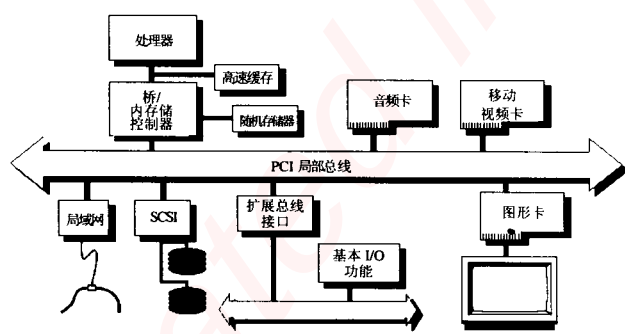 处理器
高速缓存
桥/
内存储
控制器
随机存储器
音频卡
移动
视频卡
PCI 局部总线
局域网
SCSI
扩展总线
接口
图形卡
基本 I/O
功能